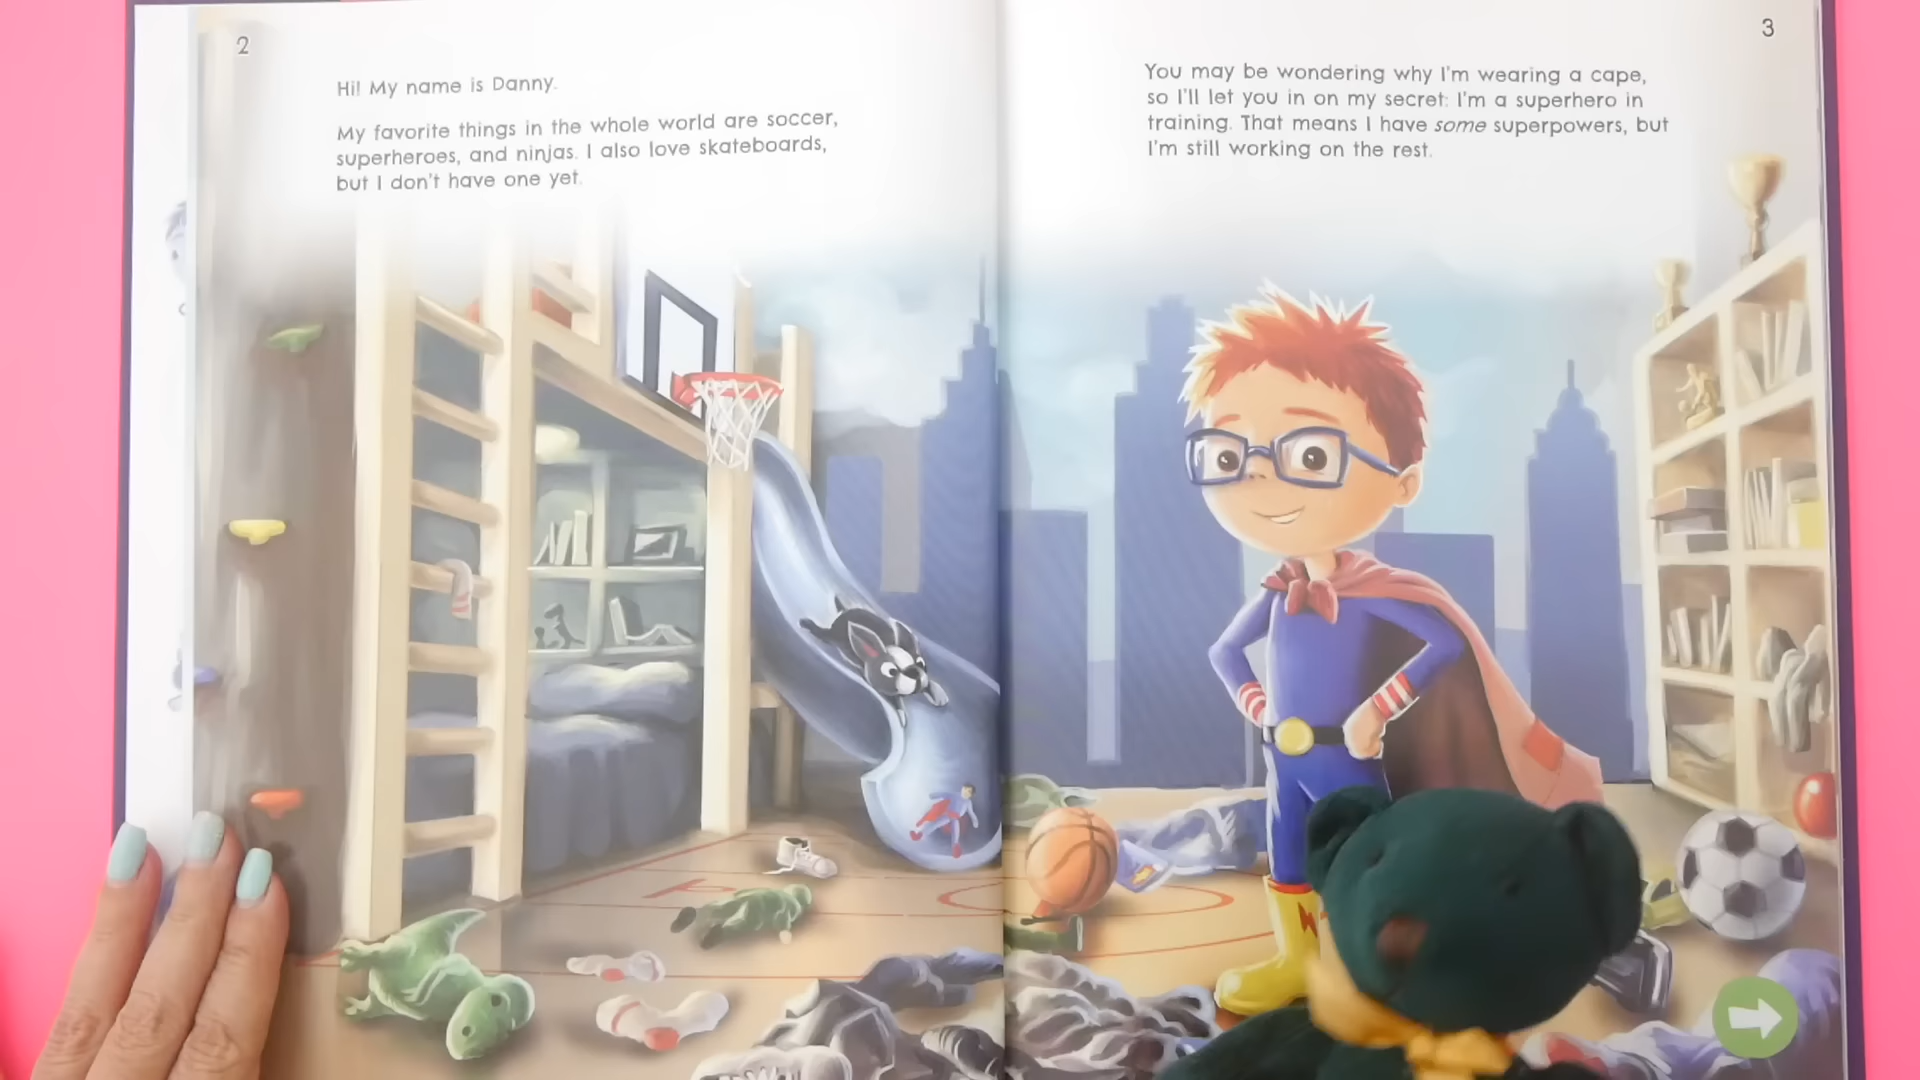 2
Hi! My name is Danny.
My favorite things in the whole world are soccer,
superheroes, and ninjas. I also love skateboards,
but I don't have one yet.
3
You may be wondering why I'm wearing a cape,
so I'll let you in on my secret: I'm a superhero in
training. That means I have some superpowers, but
I'm still working on the rest.